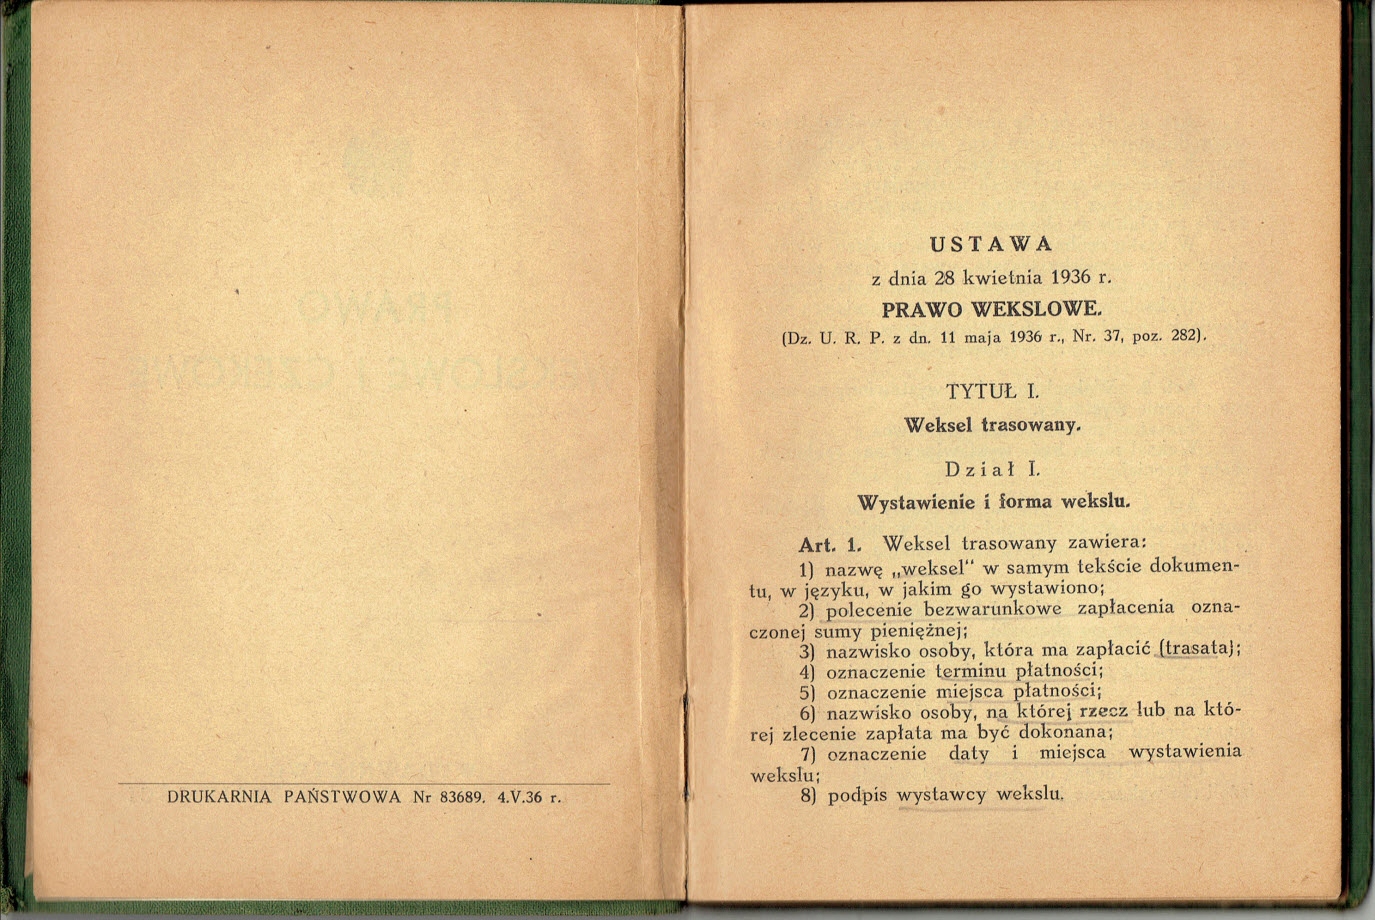 DRUKARNIA PAŃSTWOWA Nr 83689. 4.V.36 r.
USTAWA
z dnia 28 kwietnia 1936 r.
PRAWO WEKSLOWE.
(Dz. U. R. P. z dn. 11 maja 1936 r., Nr. 37, poz. 282).
TYTUŁ I.
Weksel trasowany.
Dział I.
Wystawienie i forma wekslu.
Art. 1. Weksel trasowany zawiera:
1) nazwę „weksel“ w samym tekście dokumen-
tu, w języku, w jakim go wystawiono;
2) polecenie bezwarunkowe zapłacenia ozna-
czonej sumy pieniężnej;
3) nazwisko osoby, która ma zapłacić (trasata);
4) oznaczenie terminu płatności;
5) oznaczenie miejsca płatności;
6) nazwisko osoby, na której rzecz lub na któ-
rej zlecenie zapłata ma być dokonana;
7) oznaczenie daty i miejsca wystawienia
wekslu;
8) podpis wystawcy wekslu.